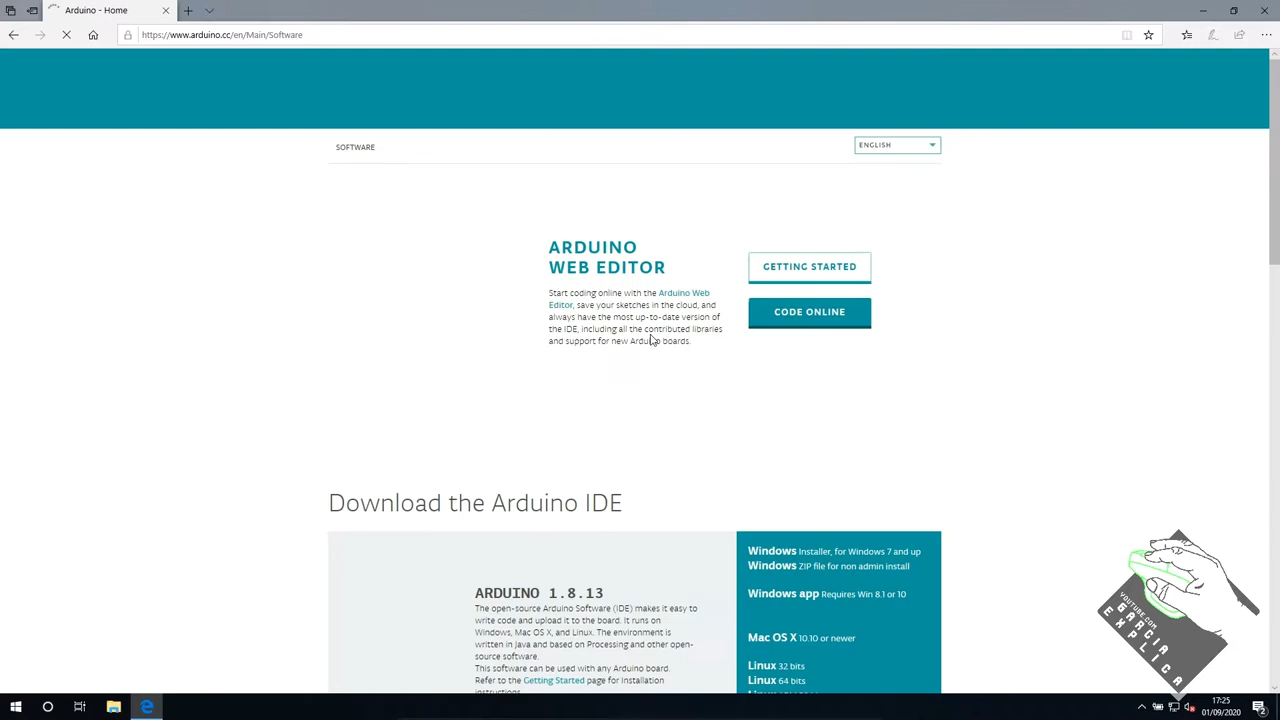 Arduino - Home
https://www.arduino.cc/en/Main/Software
SOFTWARE
ENGLISH
ARDUINO
WEB EDITOR
Start coding online with the Arduino Web
Editor, save your sketches in the cloud, and
always have the most up-to-date version of
the IDE, including all the contributed libraries
and support for new Arduino boards.
GETTING STARTED
CODE ONLINE
Download the Arduino IDE
ARDUINO 1.8.13
The open-source Arduino Software (IDE) makes it easy to
write code and upload it to the board. It runs on
Windows, Mac OS X, and Linux. The environment is
written in Java and based on Processing and other open-
source software.
This software can be used with any Arduino board.
Refer to the Getting Started page for installation
instructions.
Windows Installer, for Windows 7 and up
Windows ZIP file for non admin install
Windows app Requires Win 8.1 or 10
Mac OS X 10.10 or newer
Linux 32 bits
Linux 64 bits
YOUTUBE.COM
GARCIA
EXPLICA
17:25
01/09/2020
2